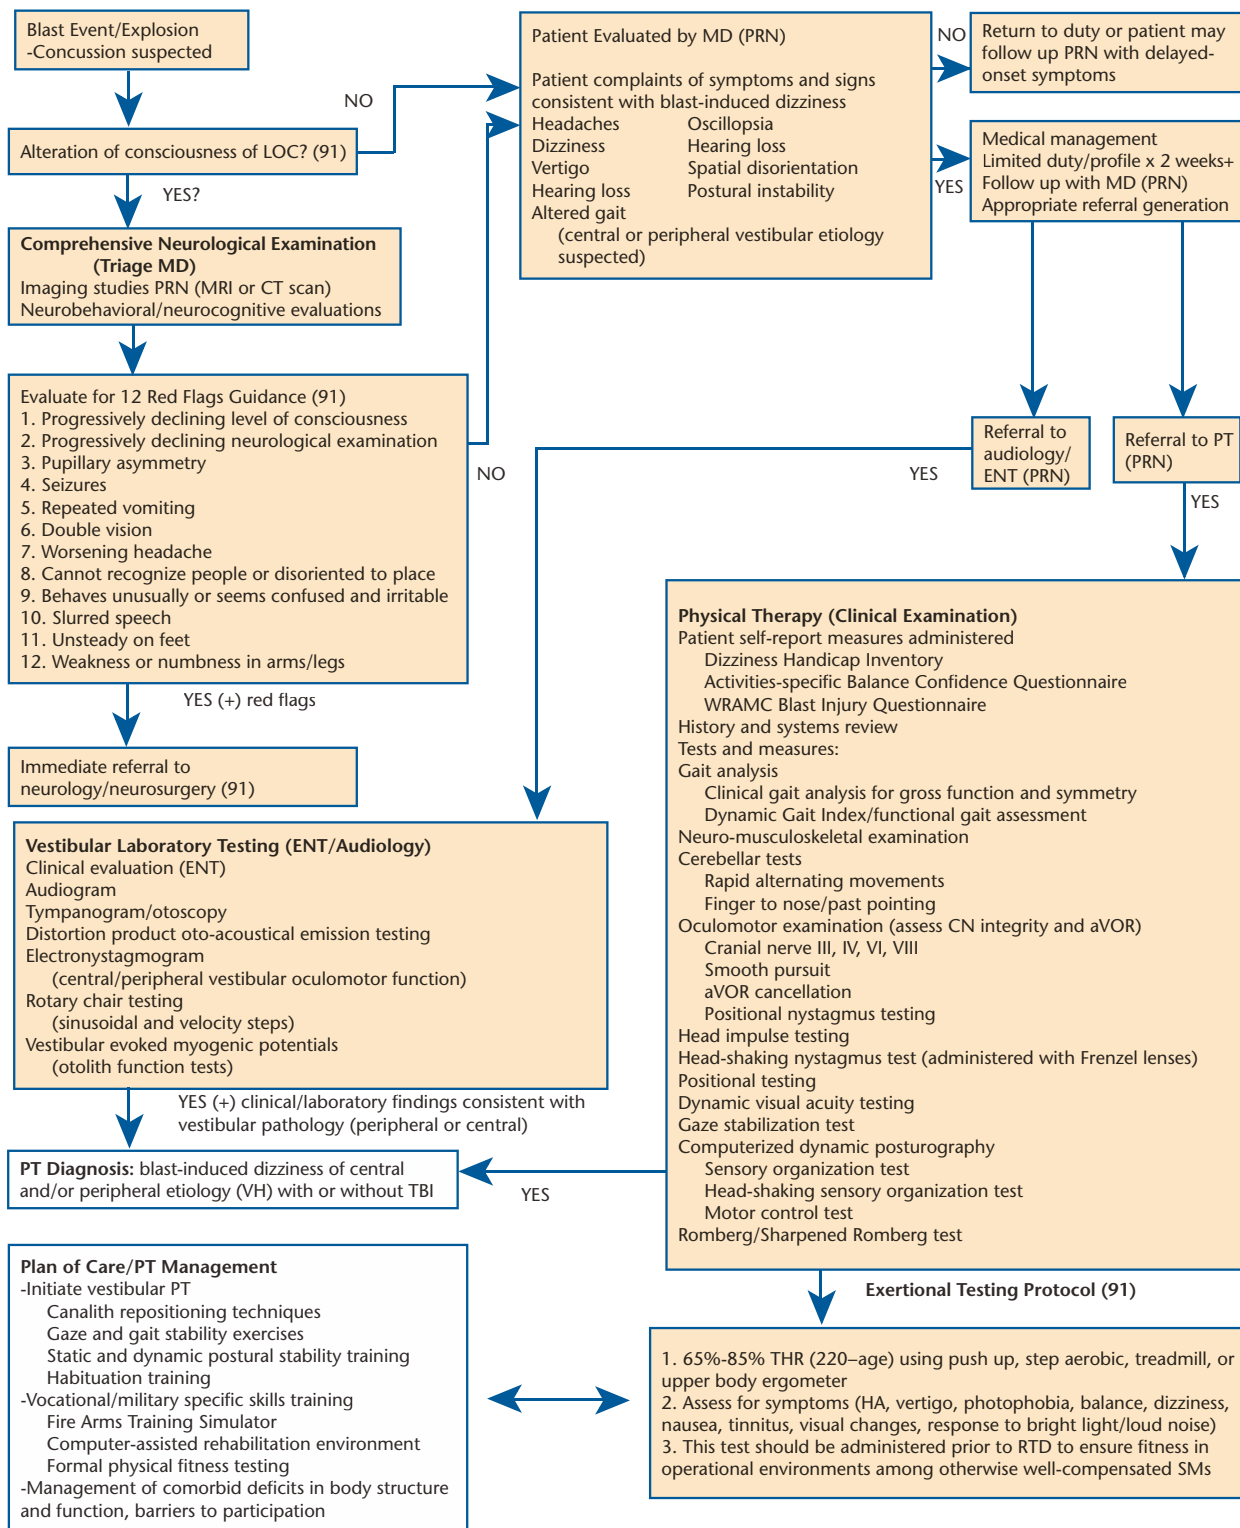 Blast Event/Explosion
-Concussion suspected
NO
Alteration of consciousness of LOC? (91)
YES?
Comprehensive Neurological Examination
(Triage MD)
Imaging studies PRN (MRI or CT scan)
Neurobehavioral/neurocognitive evaluations
Evaluate for 12 Red Flags Guidance (91)
1. Progressively declining level of consciousness
2. Progressively declining neurological examination
3. Pupillary asymmetry
4. Seizures
5. Repeated vomiting
6. Double vision
7. Worsening headache
8. Cannot recognize people or disoriented to place
9. Behaves unusually or seems confused and irritable
10. Slurred speech
11. Unsteady on feet
12. Weakness or numbness in arms/legs
NO
YES (+) red flags
Immediate referral to
neurology/neurosurgery (91)
Patient Evaluated by MD (PRN)
Patient complaints of symptoms and signs
consistent with blast-induced dizziness
Headaches Oscillopsia
Dizziness Hearing loss
Vertigo Spatial disorientation
Hearing loss Postural instability
Altered gait
(central or peripheral vestibular etiology
suspected)
NO
Return to duty or patient may
follow up PRN with delayed-
onset symptoms
YES
Medical management
Limited duty/profile x 2 weeks+
Follow up with MD (PRN)
Appropriate referral generation
Referral to
audiology/
ENT (PRN)
YES
Referral to PT
(PRN)
YES
Vestibular Laboratory Testing (ENT/Audiology)
Clinical evaluation (ENT)
Audiogram
Tympanogram/otoscopy
Distortion product oto-acoustical emission testing
Electronystagmogram
(central/peripheral vestibular oculomotor function)
Rotary chair testing
(sinusoidal and velocity steps)
Vestibular evoked myogenic potentials
(otolith function tests)
YES (+) clinical/laboratory findings consistent with
vestibular pathology (peripheral or central)
Physical Therapy (Clinical Examination)
Patient self-report measures administered
Dizziness Handicap Inventory
Activities-specific Balance Confidence Questionnaire
WRAMC Blast Injury Questionnaire
History and systems review
Tests and measures:
Gait analysis
Clinical gait analysis for gross function and symmetry
Dynamic Gait Index/functional gait assessment
Neuro-musculoskeletal examination
Cerebellar tests
Rapid alternating movements
Finger to nose/past pointing
Oculomotor examination (assess CN integrity and aVOR)
Cranial nerve III, IV, VI, VIII
Smooth pursuit
aVOR cancellation
Positional nystagmus testing
Head impulse testing
Head-shaking nystagmus test (administered with Frenzel lenses)
Positional testing
Dynamic visual acuity testing
Gaze stabilization test
Computerized dynamic posturography
Sensory organization test
Head-shaking sensory organization test
Motor control test
Romberg/Sharpened Romberg test
YES
PT Diagnosis: blast-induced dizziness of central
and/or peripheral etiology (VH) with or without TBI
Plan of Care/PT Management
-Initiate vestibular PT
Canalith repositioning techniques
Gaze and gait stability exercises
Static and dynamic postural stability training
Habituation training
-Vocational/military specific skills training
Fire Arms Training Simulator
Computer-assisted rehabilitation environment
Formal physical fitness testing
-Management of comorbid deficits in body structure
and function, barriers to participation
Exertional Testing Protocol (91)
1. 65%-85% THR (220–age) using push up, step aerobic, treadmill, or
upper body ergometer
2. Assess for symptoms (HA, vertigo, photophobia, balance, dizziness,
nausea, tinnitus, visual changes, response to bright light/loud noise)
3. This test should be administered prior to RTD to ensure fitness in
operational environments among otherwise well-compensated SMs